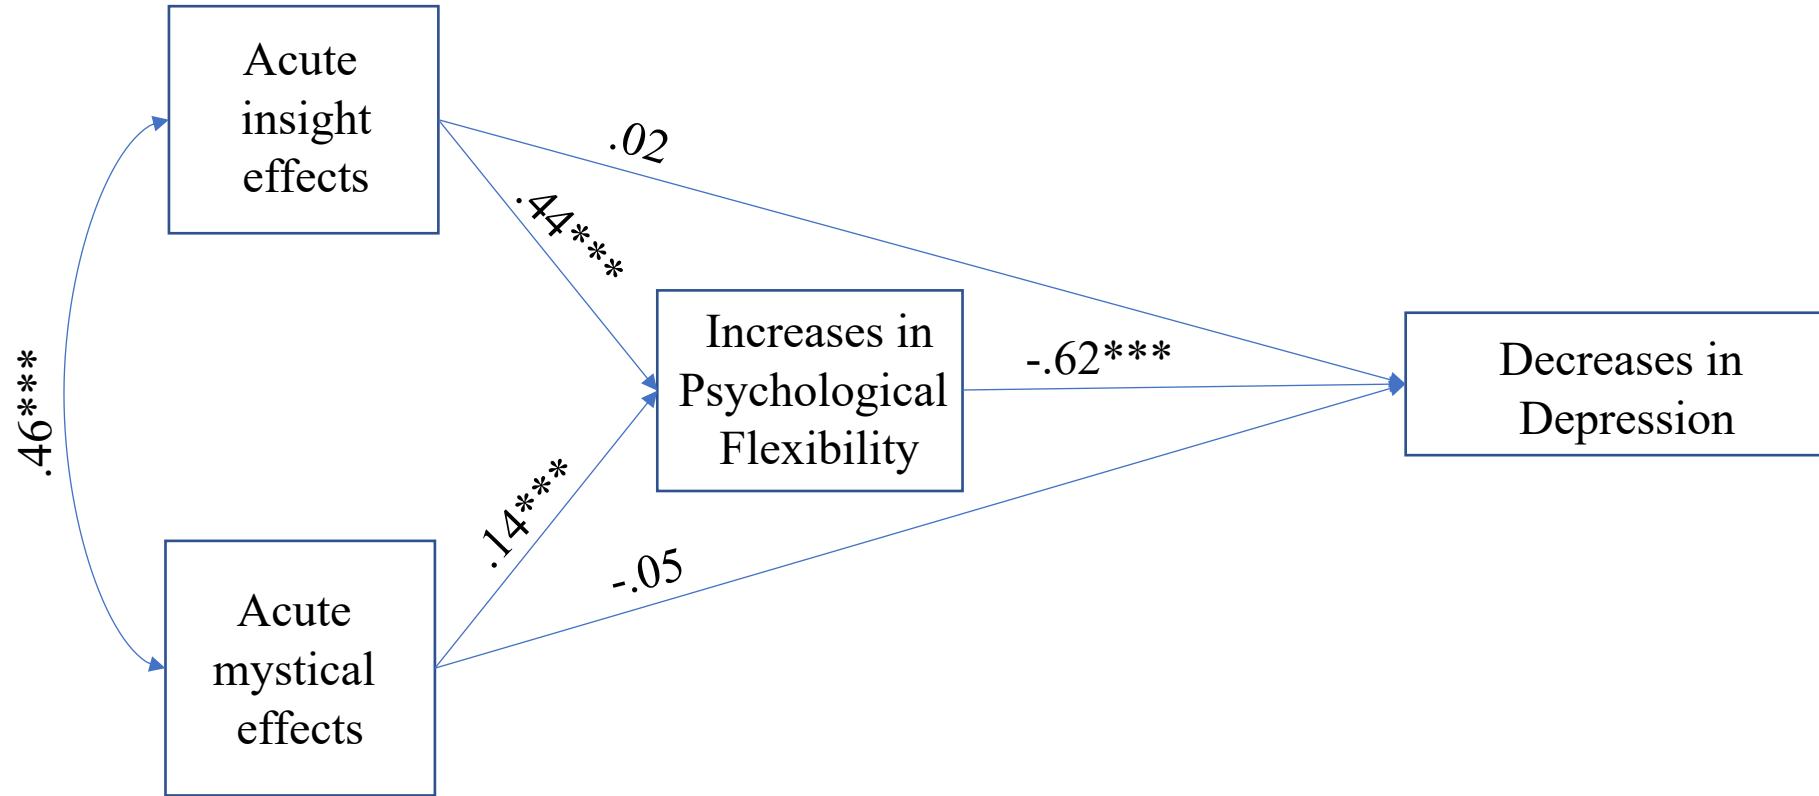 Acute
insight
effects
.02
.44***
.46***
Increases in
Psychological
Flexibility
-.62***
Decreases in
Depression
.14***
-.05
Acute
mystical
effects